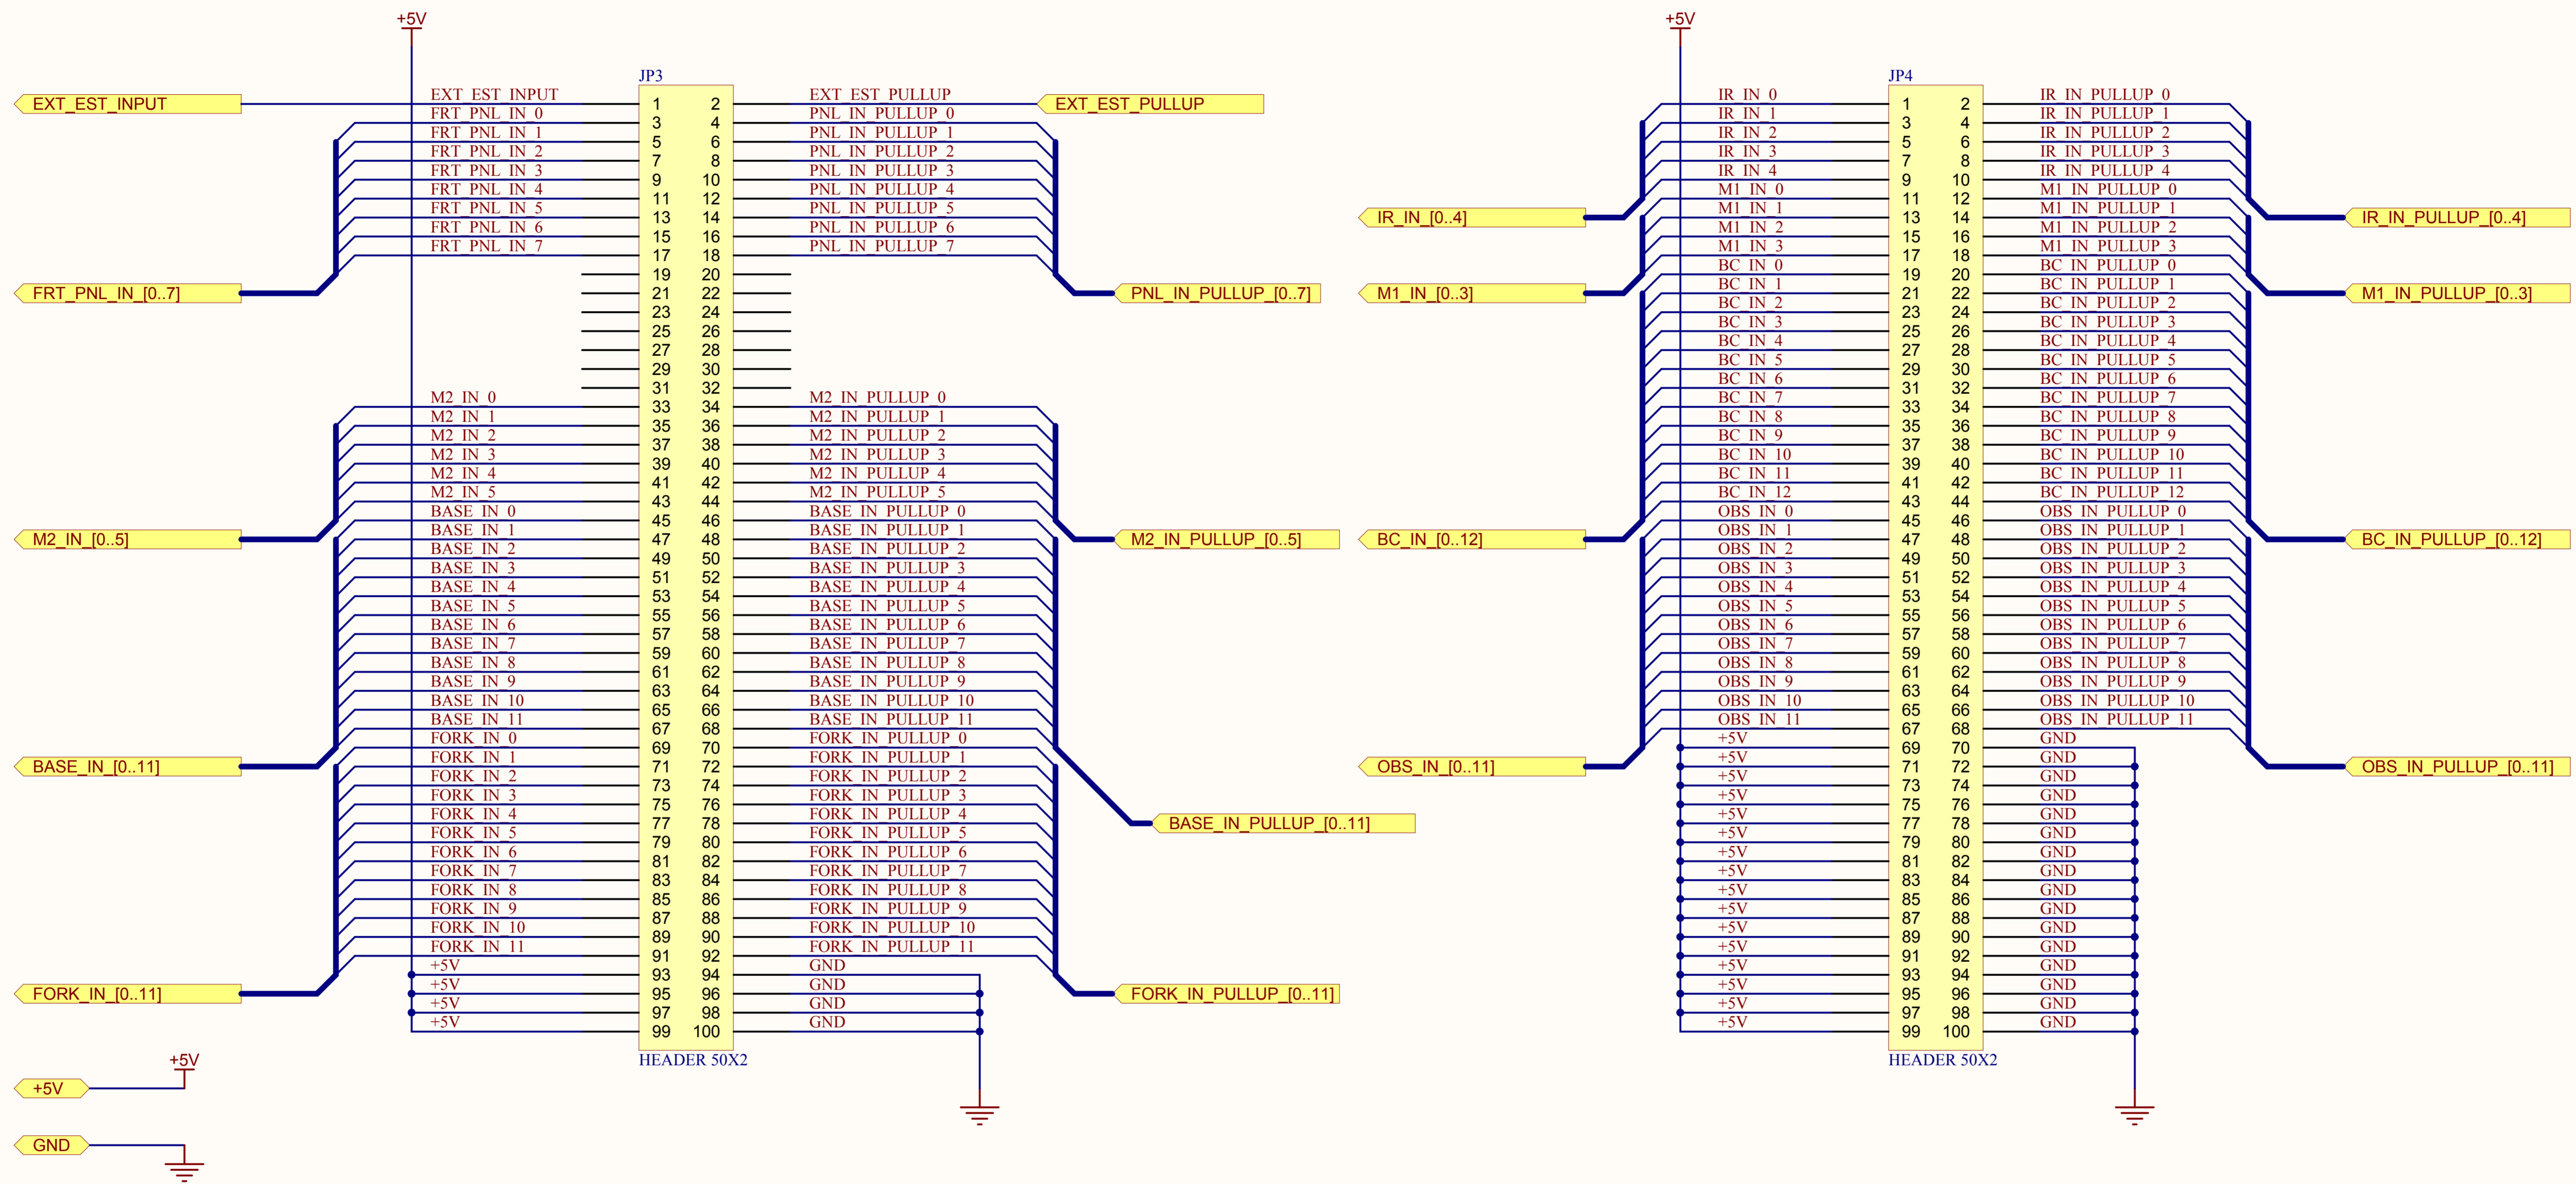 +5V
JP3
EXT_EST_INPUT EXT_EST_INPUT 1 2 EXT_EST_PULLUP EXT_EST_PULLUP
FRT_PNL_IN_0 3 4 PNL_IN_PULLUP_0
FRT_PNL_IN_1 5 6 PNL_IN_PULLUP_1
FRT_PNL_IN_2 7 8 PNL_IN_PULLUP_2
FRT_PNL_IN_3 9 10 PNL_IN_PULLUP_3
FRT_PNL_IN_4 11 12 PNL_IN_PULLUP_4
FRT_PNL_IN_5 13 14 PNL_IN_PULLUP_5
FRT_PNL_IN_6 15 16 PNL_IN_PULLUP_6
FRT_PNL_IN_7 17 18 PNL_IN_PULLUP_7
19 20
FRT_PNL_IN_[0..7] 21 22 PNL_IN_PULLUP_[0..7]
23 24
25 26
27 28
29 30
31 32
M2_IN_0 33 34 M2_IN_PULLUP_0
M2_IN_1 35 36 M2_IN_PULLUP_1
M2_IN_2 37 38 M2_IN_PULLUP_2
M2_IN_3 39 40 M2_IN_PULLUP_3
M2_IN_4 41 42 M2_IN_PULLUP_4
M2_IN_5 43 44 M2_IN_PULLUP_5
BASE_IN_0 45 46 BASE_IN_PULLUP_0
M2_IN_[0..5] BASE_IN_1 47 48 BASE_IN_PULLUP_1 M2_IN_PULLUP_[0..5]
BASE_IN_2 49 50 BASE_IN_PULLUP_2
BASE_IN_3 51 52 BASE_IN_PULLUP_3
BASE_IN_4 53 54 BASE_IN_PULLUP_4
BASE_IN_5 55 56 BASE_IN_PULLUP_5
BASE_IN_6 57 58 BASE_IN_PULLUP_6
BASE_IN_7 59 60 BASE_IN_PULLUP_7
BASE_IN_8 61 62 BASE_IN_PULLUP_8
BASE_IN_9 63 64 BASE_IN_PULLUP_9
BASE_IN_10 65 66 BASE_IN_PULLUP_10
BASE_IN_11 67 68 BASE_IN_PULLUP_11
FORK_IN_0 69 70 FORK_IN_PULLUP_0
BASE_IN_[0..11] FORK_IN_1 71 72 FORK_IN_PULLUP_1
FORK_IN_2 73 74 FORK_IN_PULLUP_2
FORK_IN_3 75 76 FORK_IN_PULLUP_3
FORK_IN_4 77 78 FORK_IN_PULLUP_4 BASE_IN_PULLUP_[0..11]
FORK_IN_5 79 80 FORK_IN_PULLUP_5
FORK_IN_6 81 82 FORK_IN_PULLUP_6
FORK_IN_7 83 84 FORK_IN_PULLUP_7
FORK_IN_8 85 86 FORK_IN_PULLUP_8
FORK_IN_9 87 88 FORK_IN_PULLUP_9
FORK_IN_10 89 90 FORK_IN_PULLUP_10
FORK_IN_11 91 92 FORK_IN_PULLUP_11
+5V 93 94 GND
FORK_IN_[0..11] +5V 95 96 GND FORK_IN_PULLUP_[0..11]
+5V 97 98 GND
+5V 99 100 GND
HEADER 50X2
+5V
+5V
GND
+5V
JP4
IR_IN_0 1 2 IR_IN_PULLUP_0
IR_IN_1 3 4 IR_IN_PULLUP_1
IR_IN_2 5 6 IR_IN_PULLUP_2
IR_IN_3 7 8 IR_IN_PULLUP_3
IR_IN_4 9 10 IR_IN_PULLUP_4
M1_IN_0 11 12 M1_IN_PULLUP_0
IR_IN_[0..4] M1_IN_1 13 14 M1_IN_PULLUP_1 IR_IN_PULLUP_[0..4]
M1_IN_2 15 16 M1_IN_PULLUP_2
M1_IN_3 17 18 M1_IN_PULLUP_3
BC_IN_0 19 20 BC_IN_PULLUP_0
M1_IN_[0..3] BC_IN_1 21 22 BC_IN_PULLUP_1 M1_IN_PULLUP_[0..3]
BC_IN_2 23 24 BC_IN_PULLUP_2
BC_IN_3 25 26 BC_IN_PULLUP_3
BC_IN_4 27 28 BC_IN_PULLUP_4
BC_IN_5 29 30 BC_IN_PULLUP_5
BC_IN_6 31 32 BC_IN_PULLUP_6
BC_IN_7 33 34 BC_IN_PULLUP_7
BC_IN_8 35 36 BC_IN_PULLUP_8
BC_IN_9 37 38 BC_IN_PULLUP_9
BC_IN_10 39 40 BC_IN_PULLUP_10
BC_IN_11 41 42 BC_IN_PULLUP_11
BC_IN_12 43 44 BC_IN_PULLUP_12
OBS_IN_0 45 46 OBS_IN_PULLUP_0
BC_IN_[0..12] OBS_IN_1 47 48 OBS_IN_PULLUP_1 BC_IN_PULLUP_[0..12]
OBS_IN_2 49 50 OBS_IN_PULLUP_2
OBS_IN_3 51 52 OBS_IN_PULLUP_3
OBS_IN_4 53 54 OBS_IN_PULLUP_4
OBS_IN_5 55 56 OBS_IN_PULLUP_5
OBS_IN_6 57 58 OBS_IN_PULLUP_6
OBS_IN_7 59 60 OBS_IN_PULLUP_7
OBS_IN_8 61 62 OBS_IN_PULLUP_8
OBS_IN_9 63 64 OBS_IN_PULLUP_9
OBS_IN_10 65 66 OBS_IN_PULLUP_10
OBS_IN_11 67 68 OBS_IN_PULLUP_11
+5V 69 70 GND
OBS_IN_[0..11] +5V 71 72 GND OBS_IN_PULLUP_[0..11]
+5V 73 74 GND
+5V 75 76 GND
+5V 77 78 GND
+5V 79 80 GND
+5V 81 82 GND
+5V 83 84 GND
+5V 85 86 GND
+5V 87 88 GND
+5V 89 90 GND
+5V 91 92 GND
+5V 93 94 GND
+5V 95 96 GND
+5V 97 98 GND
+5V 99 100 GND
HEADER 50X2